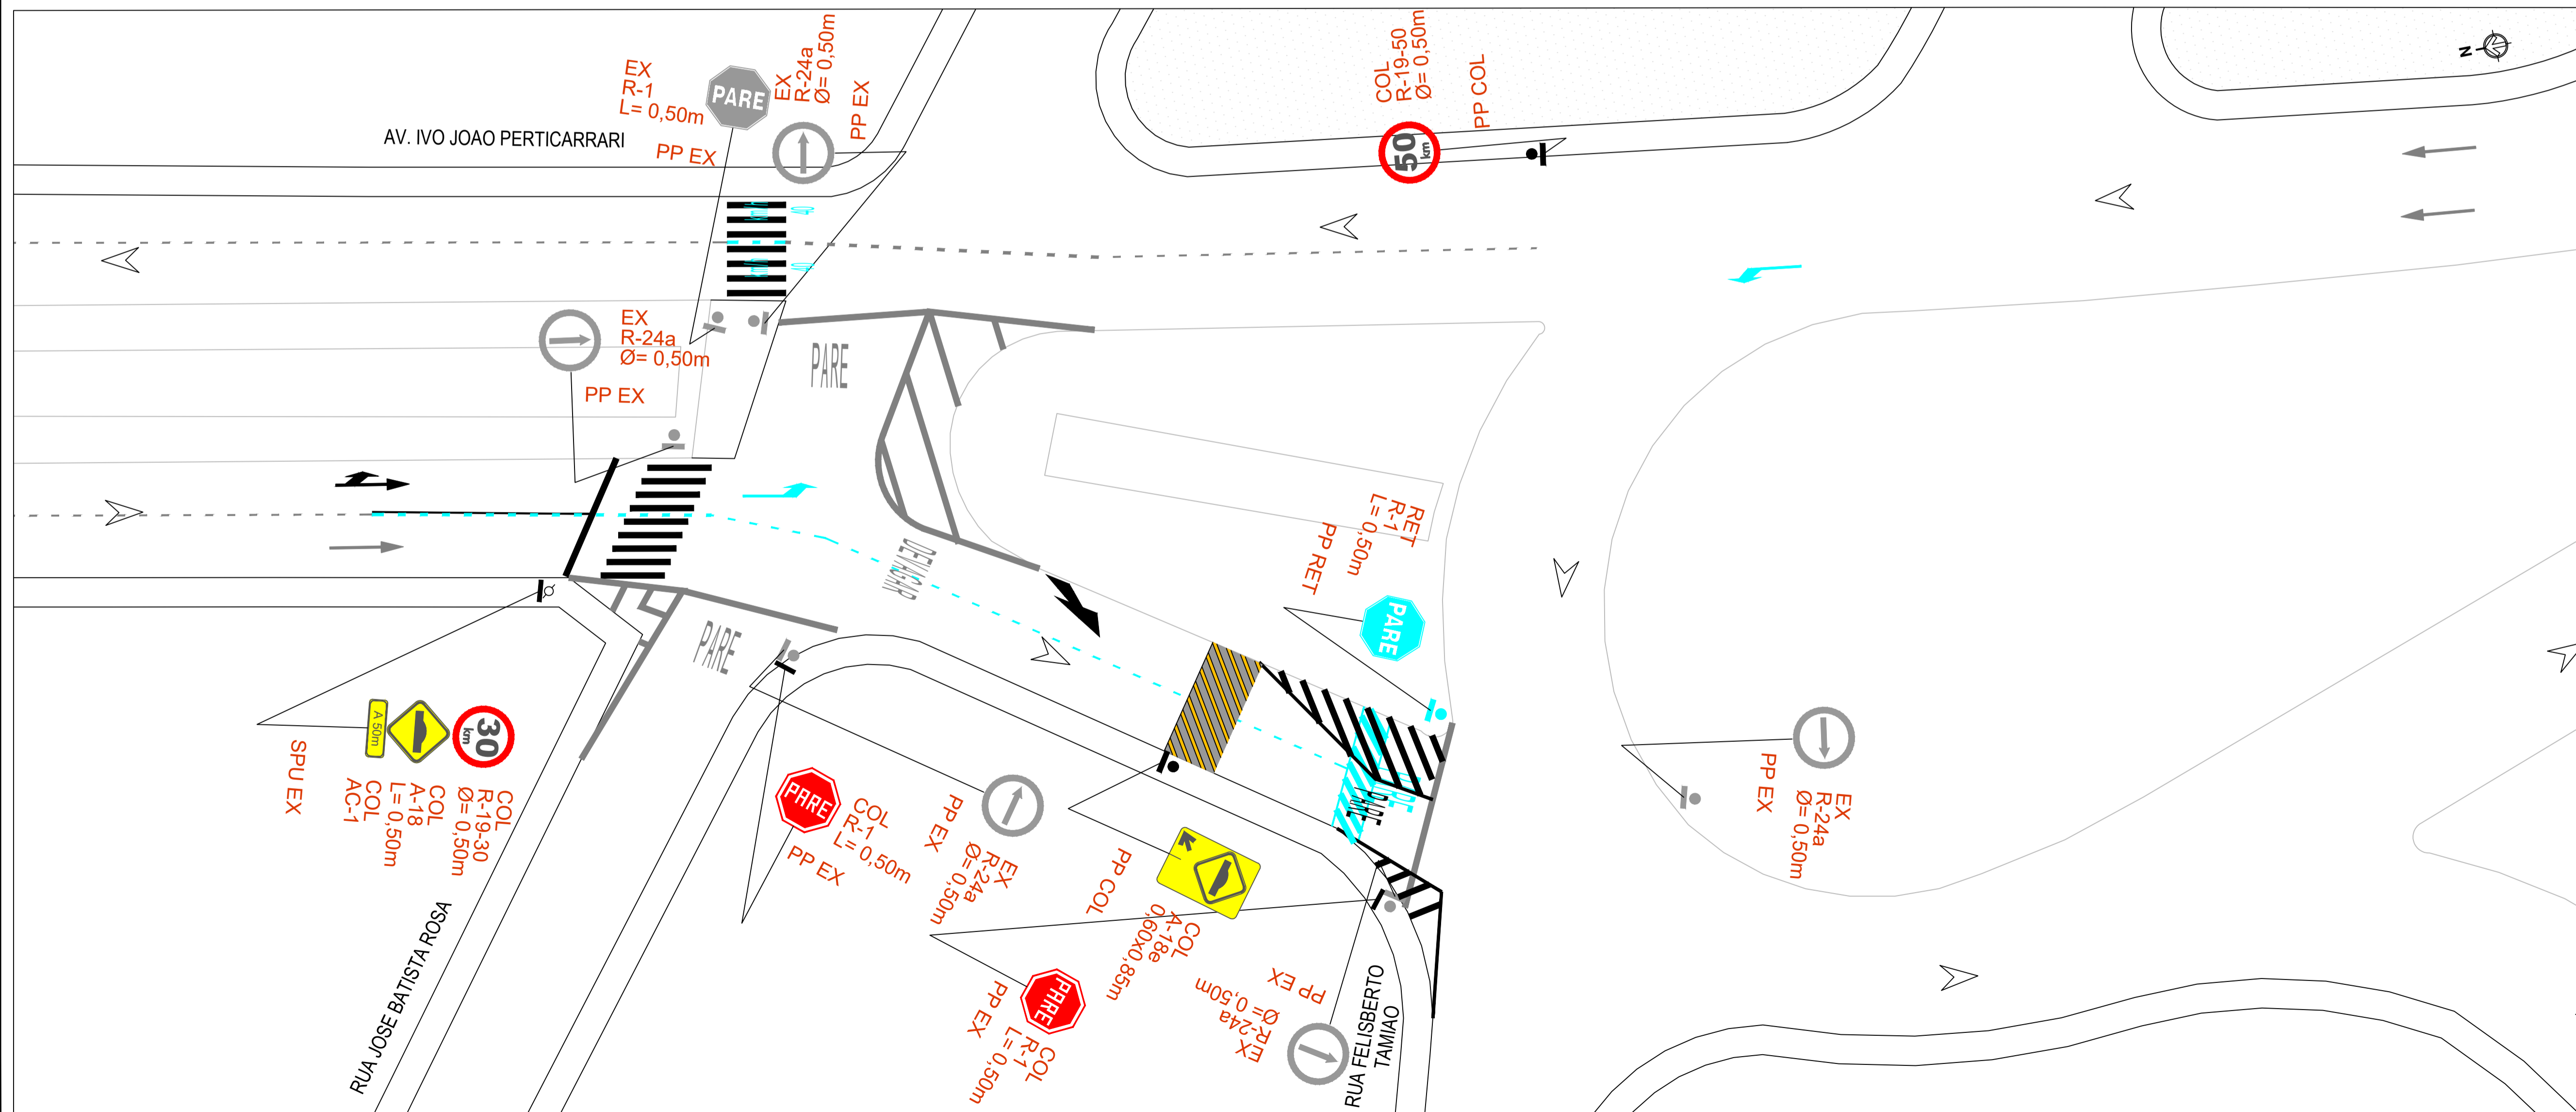 EX
R-1
L= 0,50m
PP EX
PARE
EX
R-24a
Ø= 0,50m
PP EX
AV. IVO JOAO PERTICARRARI
COL
R-19-50
Ø= 0,50m
PP COL
50
km
N
EX
R-24a
Ø= 0,50m
PP EX
PARE
DEVAGAR
PARE
RET
R-1
L= 0,50m
PP RET
PARE
A 50m
30
km
SPU EX
COL
R-19-30
Ø= 0,50m
COL
A-18
L= 0,50m
COL
AC-1
PARE
COL
R-1
L= 0,50m
PP EX
EX
R-24a
Ø= 0,50m
PP EX
PP COL
COL
A-18e
0,60x0,85m
PARE
PARE
COL
R-1
L= 0,50m
PP EX
EX
R-24a
Ø= 0,50m
PP EX
EX
R-24a
Ø= 0,50m
PP EX
RUA JOSE BATISTA ROSA
RUA FELISBERTO
TAMIAO